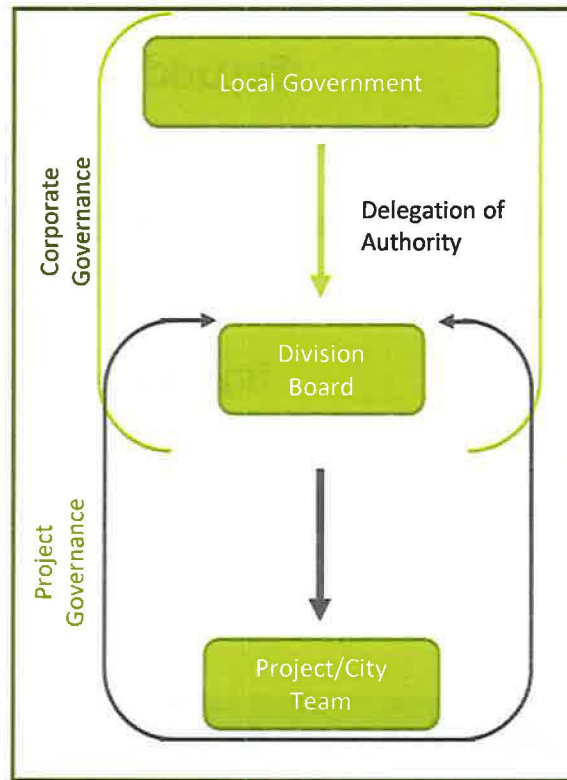 Local Government
Corporate
Governance
Delegation of
Authority
Division
Board
Project
Governance
Project/City
Team